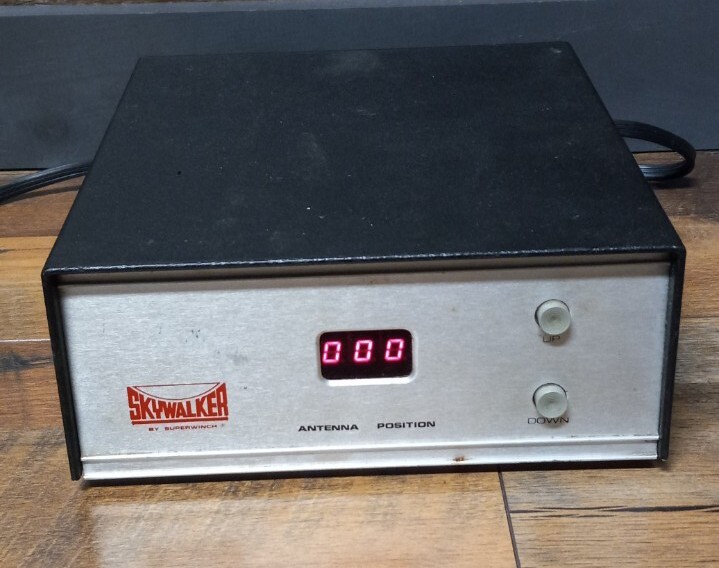 000
UP
SKYWALKER
BY SUPERWINCH ®
ANTENNA POSITION
DOWN